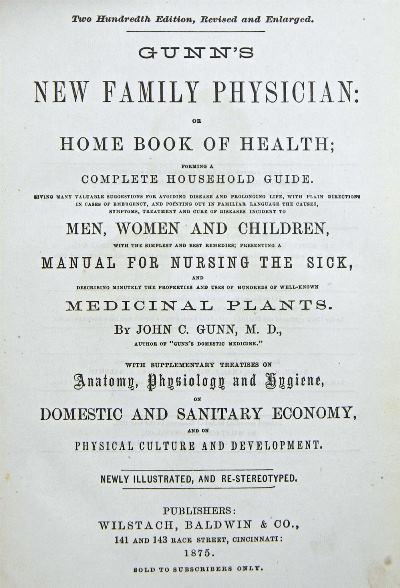 Two Hundredth Edition, Revised and Enlarged.
GUNN'S
NEW FAMILY PHYSICIAN:
OR
HOME BOOK OF HEALTH;
FORMING A
COMPLETE HOUSEHOLD GUIDE.
GIVING MANY VALUABLE SUGGESTIONS FOR AVOIDING DISEASE AND PROLONGING LIFE, WITH PLAIN DIRECTIONS
IN CASES OF EMERGENCY, AND POINTING OUT IN FAMILIAR LANGUAGE THE CAUSES,
SYMPTOMS, TREATMENT AND CURE OF DISEASES INCIDENT TO
MEN, WOMEN AND CHILDREN,
WITH THE SIMPLEST AND BEST REMEDIES; PRESENTING A
MANUAL FOR NURSING THE SICK,
AND
DESCRIBING MINUTELY THE PROPERTIES AND USES OF HUNDREDS OF WELL-KNOWN
MEDICINAL PLANTS.
BY JOHN C. GUNN, M. D.,
AUTHOR OF "GUNN'S DOMESTIC MEDICINE."
WITH SUPPLEMENTARY TREATISES ON
Anatomy, Physiology and Hygiene,
ON
DOMESTIC AND SANITARY ECONOMY,
AND ON
PHYSICAL CULTURE AND DEVELOPMENT.
NEWLY ILLUSTRATED, AND RE-STEREOTYPED.
PUBLISHERS:
WILSTACH, BALDWIN & CO.,
141 AND 143 RACE STREET, CINCINNATI:
1875.
SOLD TO SUBSCRIBERS ONLY.